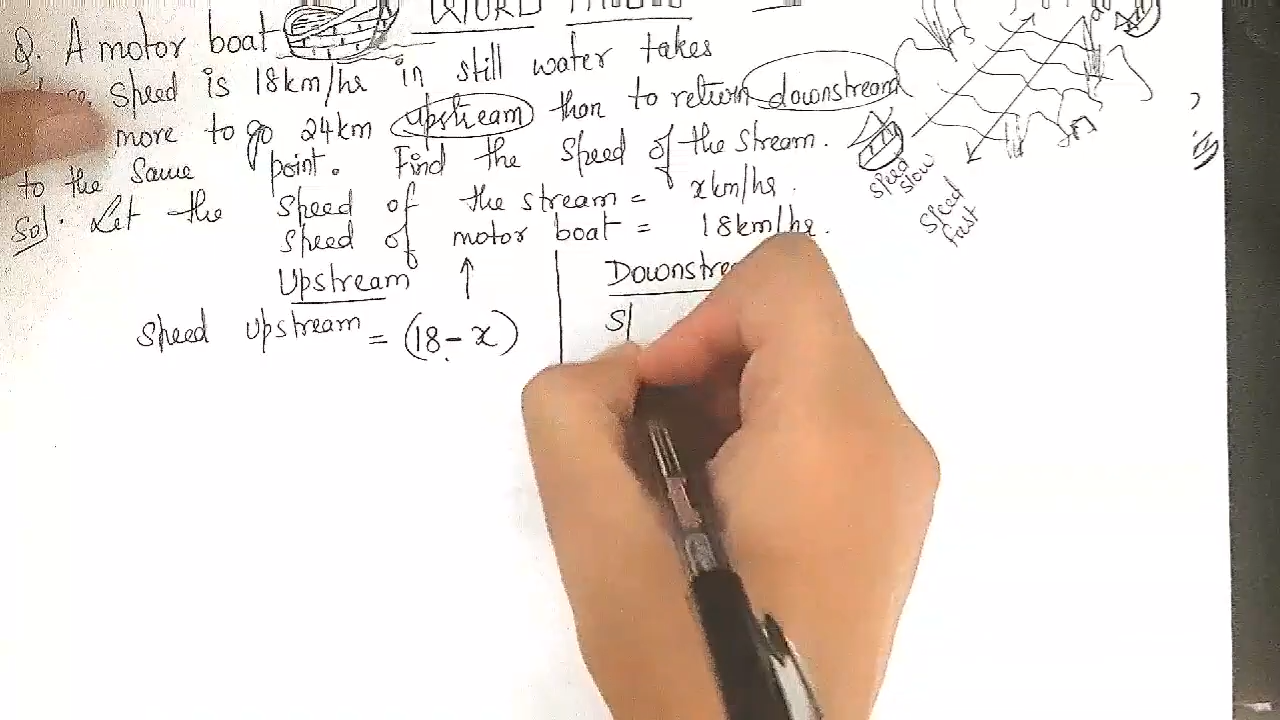 WORD
Q. A motor boat
speed is 18km/hr in still water takes
more to go 24km upstream than to return downstream
to the same point. Find the speed of the stream.
Sol. Let the speed of the stream = xkm/hr.
speed of motor boat = 18km/hr.
speed slow
speed fast
Upstream ↑
Downstre
speed upstream = (18-x)